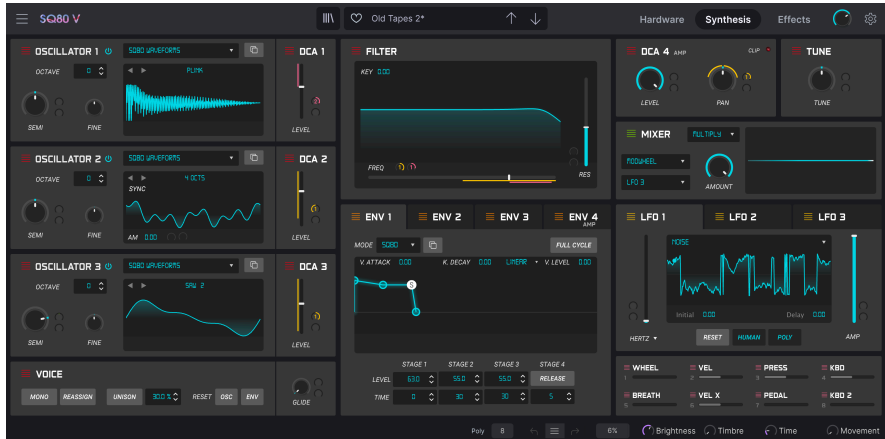 SQ80 V
Old Tapes 2*
Hardware Synthesis Effects
OSCILLATOR 1
SQ80 WAVEFORMS
OCTAVE 0
PLINK
SEMI FINE
DCA 1
LEVEL
OSCILLATOR 2
SQ80 WAVEFORMS
OCTAVE 0
4 OCTS
SYNC
SEMI FINE
AM 0.00
DCA 2
LEVEL
OSCILLATOR 3
SQ80 WAVEFORMS
OCTAVE 0
SAW 2
SEMI FINE
DCA 3
LEVEL
VOICE
MONO REASSIGN UNISON 30.0 % RESET OSC ENV
GLIDE
FILTER
KEY 0.00
FREQ
RES
ENV 1 ENV 2 ENV 3 ENV 4
AMP
MODE SQ80 FULL CYCLE
V. ATTACK 0.00 K. DECAY 0.00 LINEAR V. LEVEL 0.00
S
STAGE 1 STAGE 2 STAGE 3 STAGE 4
LEVEL 63.0 55.0 55.0 RELEASE
TIME 0 30 30 5
DCA 4 AMP CLIP
LEVEL PAN
TUNE
TUNE
MIXER MULTIPLY
MODWHEEL
LFO 3
AMOUNT
LFO 1 LFO 2 LFO 3
NOISE
Initial 0.00 Delay 0.00
HERTZ RESET HUMAN POLY AMP
WHEEL VEL PRESS KBD
1 2 3 4
BREATH VEL X PEDAL KBD 2
5 6 7 8
Poly 8 6% Brightness Timbre Time Movement